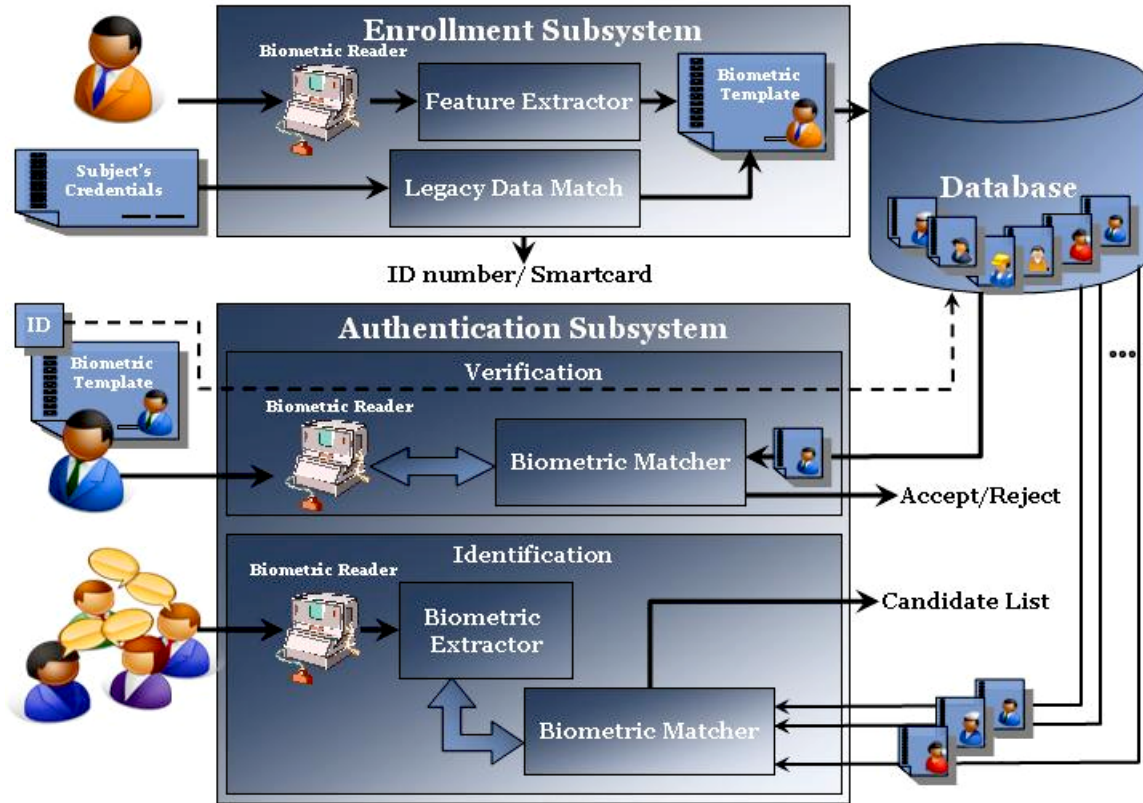 Enrollment Subsystem
Biometric Reader
Feature Extractor
Biometric
Template
Subject's
Credentials
Legacy Data Match
Database
ID number/ Smartcard
ID
Biometric
Template
Authentication Subsystem
Verification
Biometric Reader
Biometric Matcher
Accept/Reject
Identification
Biometric Reader
Biometric
Extractor
Candidate List
Biometric Matcher
...